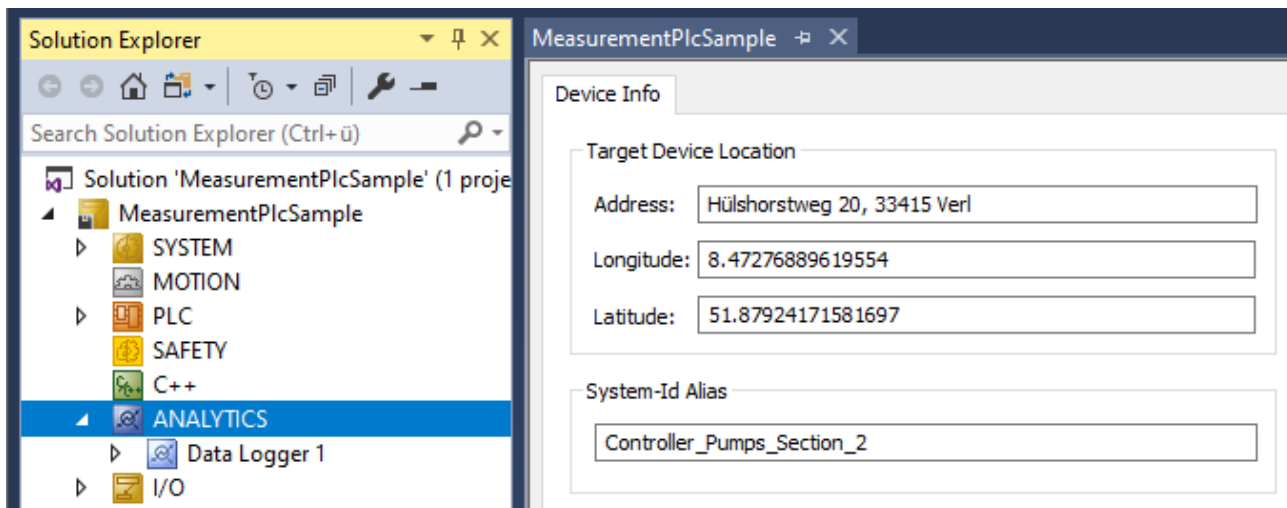 Solution Explorer
Search Solution Explorer (Ctrl+ü)
Solution 'MeasurementPlcSample' (1 proje
MeasurementPlcSample
SYSTEM
MOTION
PLC
SAFETY
C++
ANALYTICS
Data Logger 1
I/O
MeasurementPlcSample
Device Info
Target Device Location
Address: Hülshorstweg 20, 33415 Verl
Longitude: 8.47276889619554
Latitude: 51.87924171581697
System-Id Alias
Controller_Pumps_Section_2